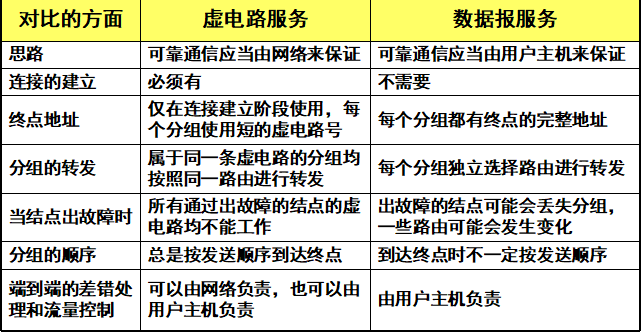 对比的方面 虚电路服务 数据报服务
思路 可靠通信应当由网络来保证 可靠通信应当由用户主机来保证
连接的建立 必须有 不需要
终点地址 仅在连接建立阶段使用，每个分组使用短的虚电路号 每个分组都有终点的完整地址
分组的转发 属于同一条虚电路的分组均按照同一路由进行转发 每个分组独立选择路由进行转发
当结点出故障时 所有通过出故障的结点的虚电路均不能工作 出故障的结点可能会丢失分组，一些路由可能会发生变化
分组的顺序 总是按发送顺序到达终点 到达终点时不一定按发送顺序
端到端的差错处理和流量控制 可以由网络负责，也可以由用户主机负责 由用户主机负责